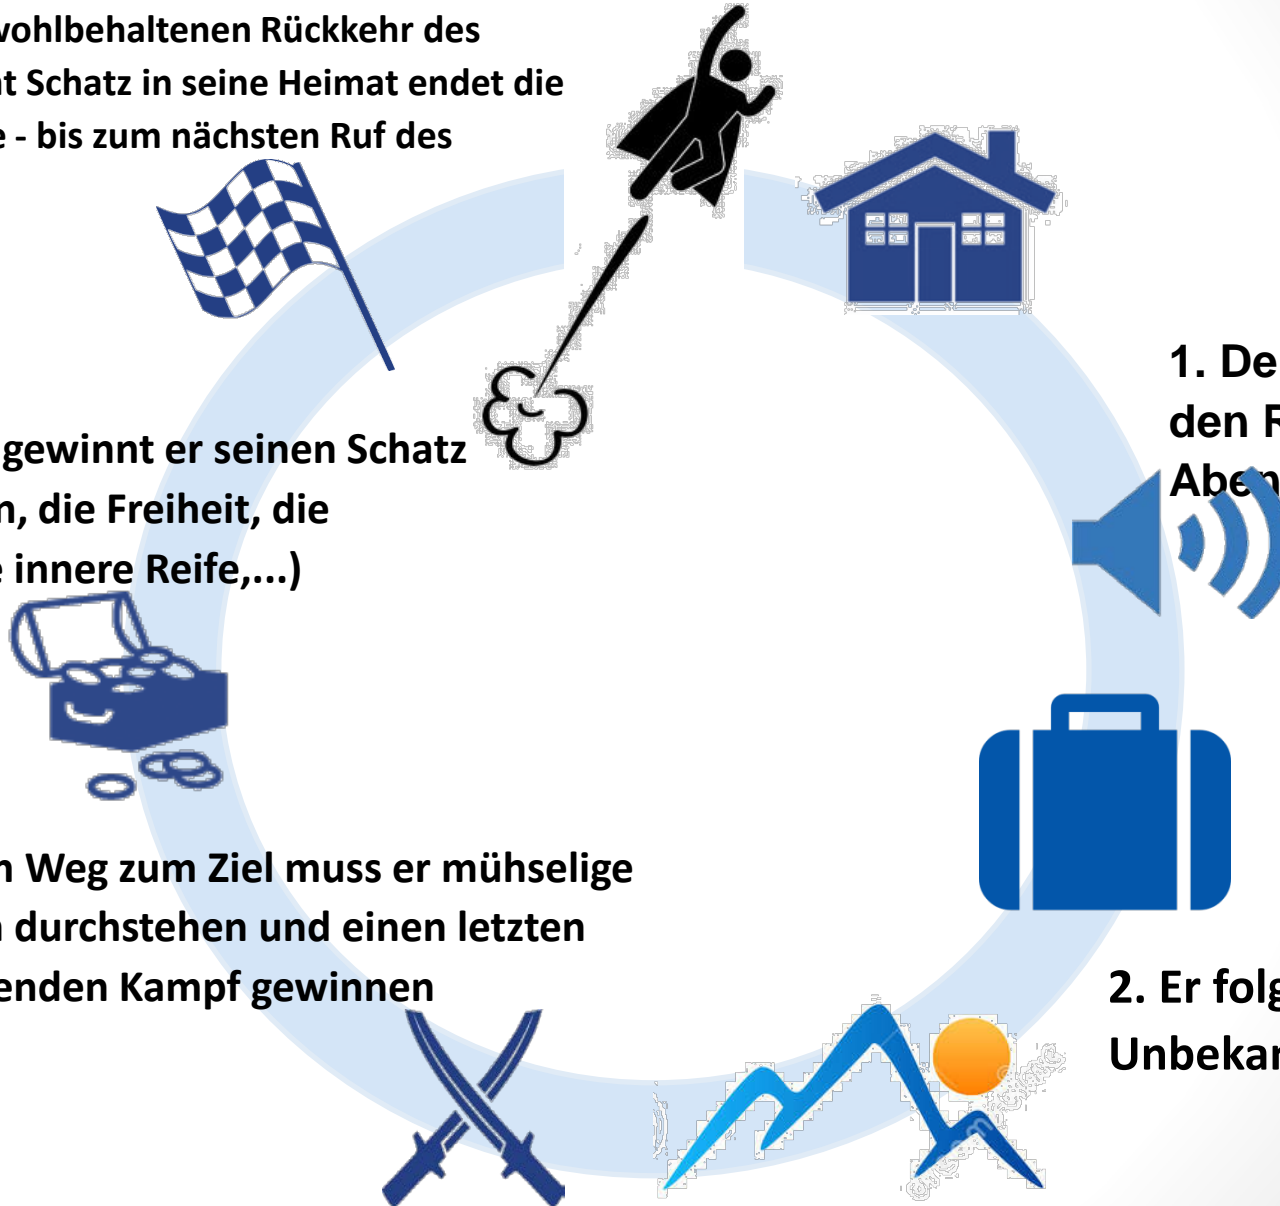 wohlbehaltenen Rückkehr des
Schatz in seine Heimat endet die
- bis zum nächsten Ruf des
1. De
den R
Aben
2. Er folg
Unbekan
Weg zum Ziel muss er mühselige
durchstehen und einen letzten
enden Kampf gewinnen
gewinnt er seinen Schatz
die Freiheit, die
innere Reife,...)